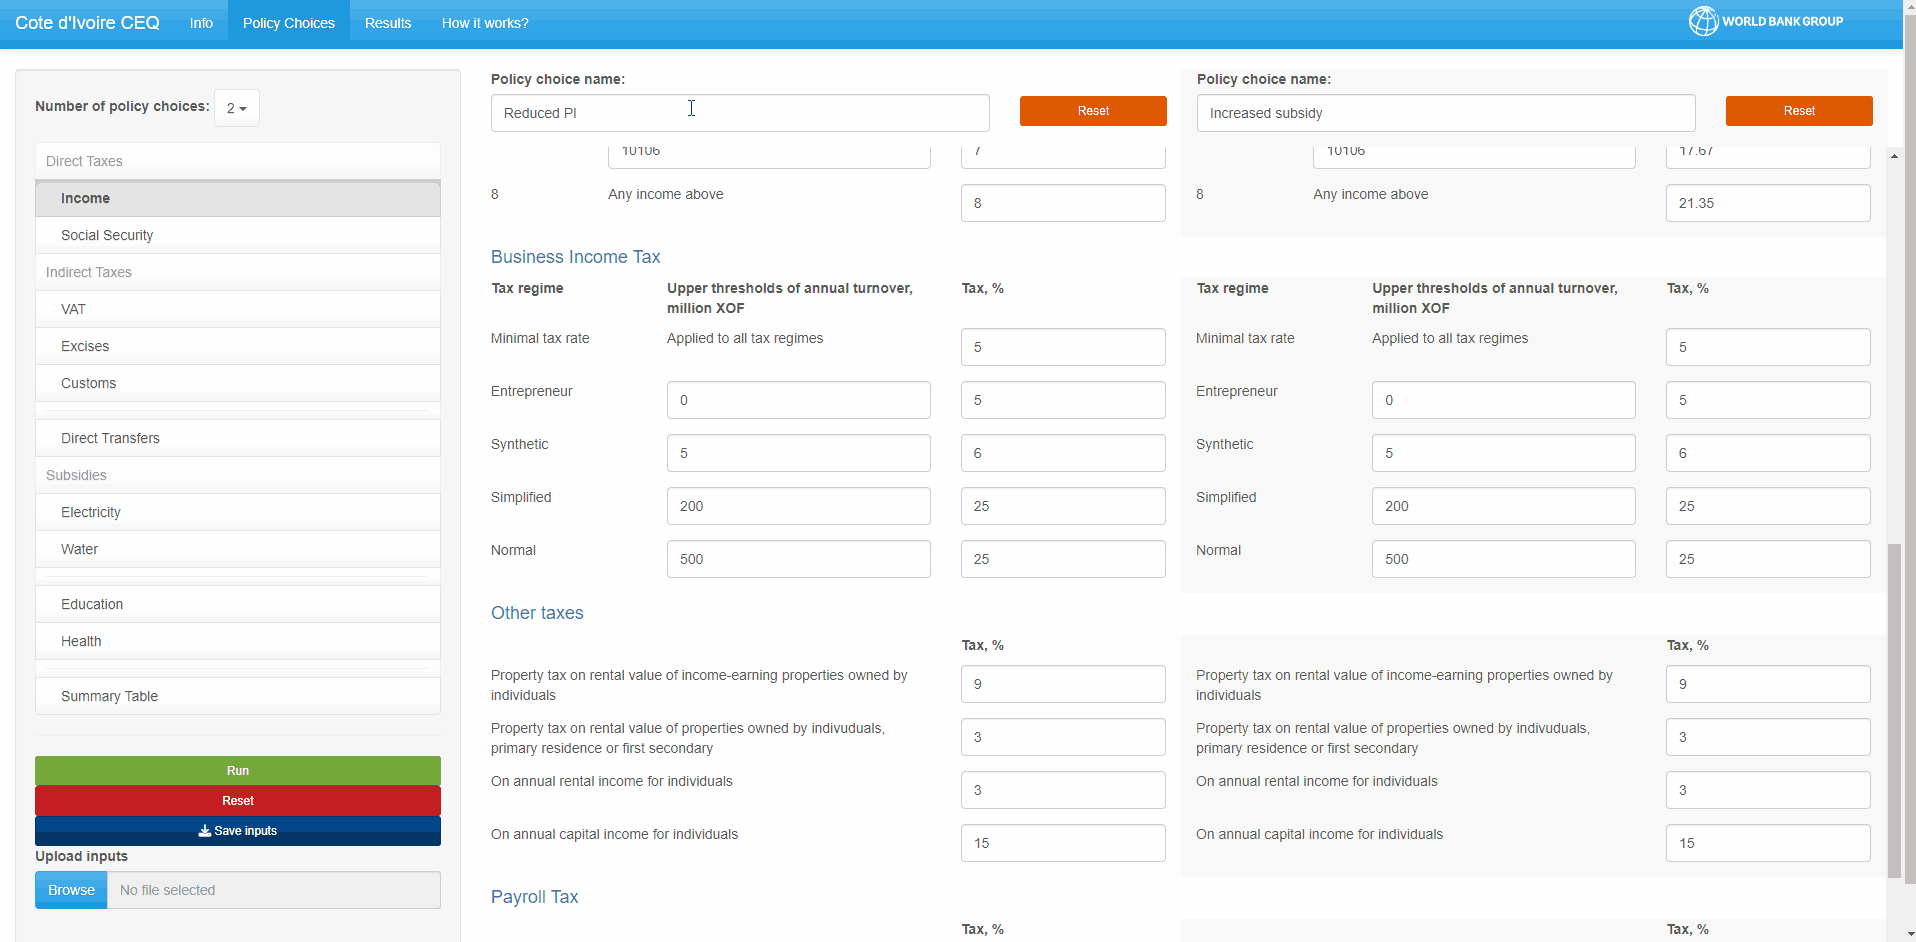 Cote d'Ivoire CEQ Info Policy Choices Results How it works? WORLD BANK GROUP
Number of policy choices: 2
Direct Taxes
Income
Social Security
Indirect Taxes
VAT
Excises
Customs
Direct Transfers
Subsidies
Electricity
Water
Education
Health
Summary Table
Run
Reset
Save inputs
Upload inputs
Browse No file selected
Policy choice name:
Reduced PI Reset
10106 7
8 Any income above 8
Business Income Tax
Tax regime Upper thresholds of annual turnover, Tax, %
million XOF
Minimal tax rate Applied to all tax regimes 5
Entrepreneur 0 5
Synthetic 5 6
Simplified 200 25
Normal 500 25
Other taxes
Tax, %
Property tax on rental value of income-earning properties owned by
individuals 9
Property tax on rental value of properties owned by indivuduals,
primary residence or first secondary 3
On annual rental income for individuals 3
On annual capital income for individuals 15
Payroll Tax
Tax, %
Policy choice name:
Increased subsidy Reset
10106 17.67
8 Any income above 21.35
Tax regime Upper thresholds of annual turnover, Tax, %
million XOF
Minimal tax rate Applied to all tax regimes 5
Entrepreneur 0 5
Synthetic 5 6
Simplified 200 25
Normal 500 25
Tax, %
Property tax on rental value of income-earning properties owned by
individuals 9
Property tax on rental value of properties owned by indivuduals,
primary residence or first secondary 3
On annual rental income for individuals 3
On annual capital income for individuals 15
Tax, %